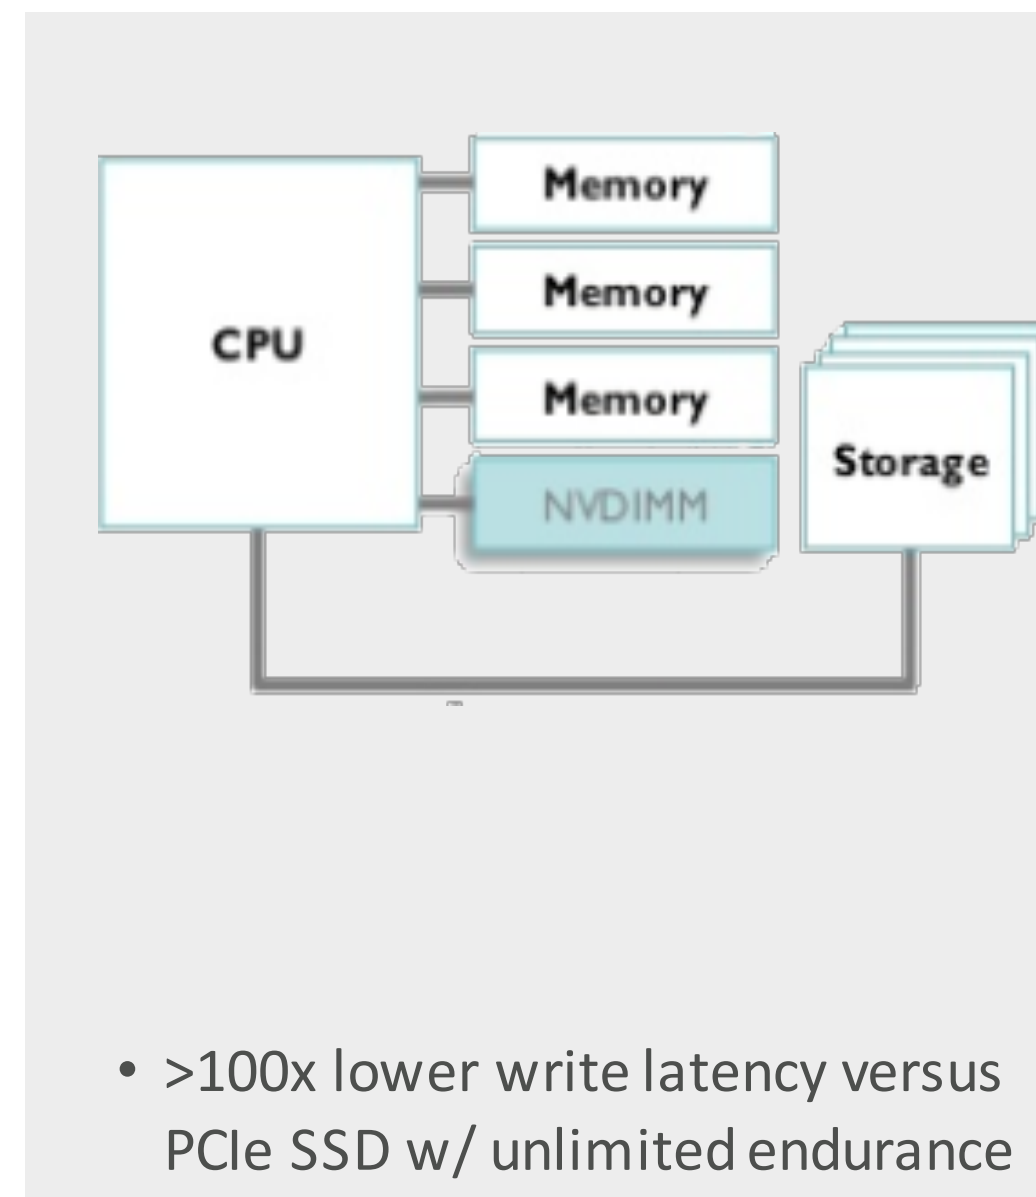 Memory
Memory
CPU
Memory
Storage
NVDIMM
• >100x lower write latency versus
PCIe SSD w/ unlimited endurance